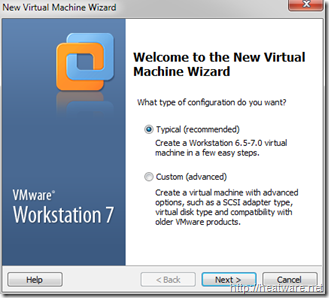 New Virtual Machine Wizard
Welcome to the New Virtual
Machine Wizard
What type of configuration do you want?
Typical (recommended)
Create a Workstation 6.5-7.0 virtual
machine in a few easy steps.
Custom (advanced)
Create a virtual machine with advanced
options, such as a SCSI adapter type,
virtual disk type and compatibility with
older VMware products.
VMware®
Workstation 7
http://heatware.net
Help
< Back
Next >
Cancel